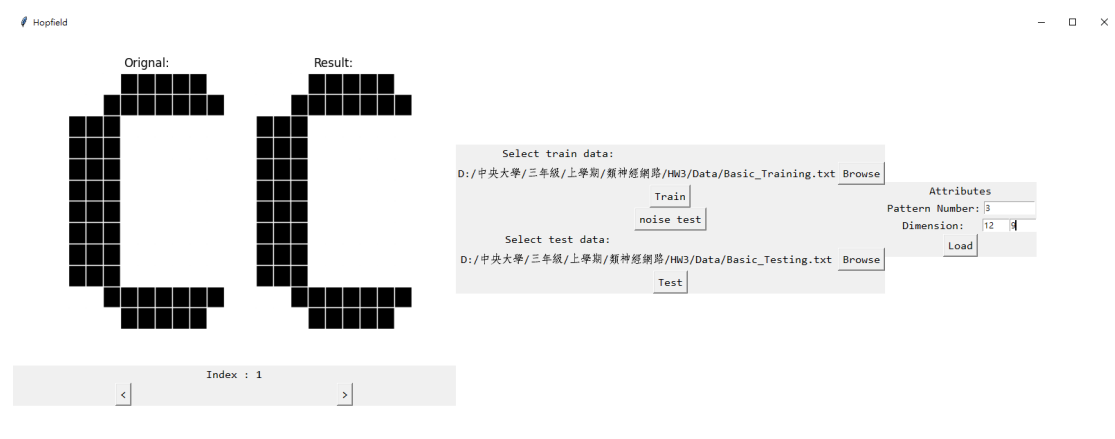 Hopfield
Orignal:
Result:
Index : 1
<
>
Select train data:
D:/中央大學/三年級/上學期/類神經網路/HW3/Data/Basic_Training.txt Browse
Train
noise test
Select test data:
D:/中央大學/三年級/上學期/類神經網路/HW3/Data/Basic_Testing.txt Browse
Test
Attributes
Pattern Number: 3
Dimension: 12 9
Load